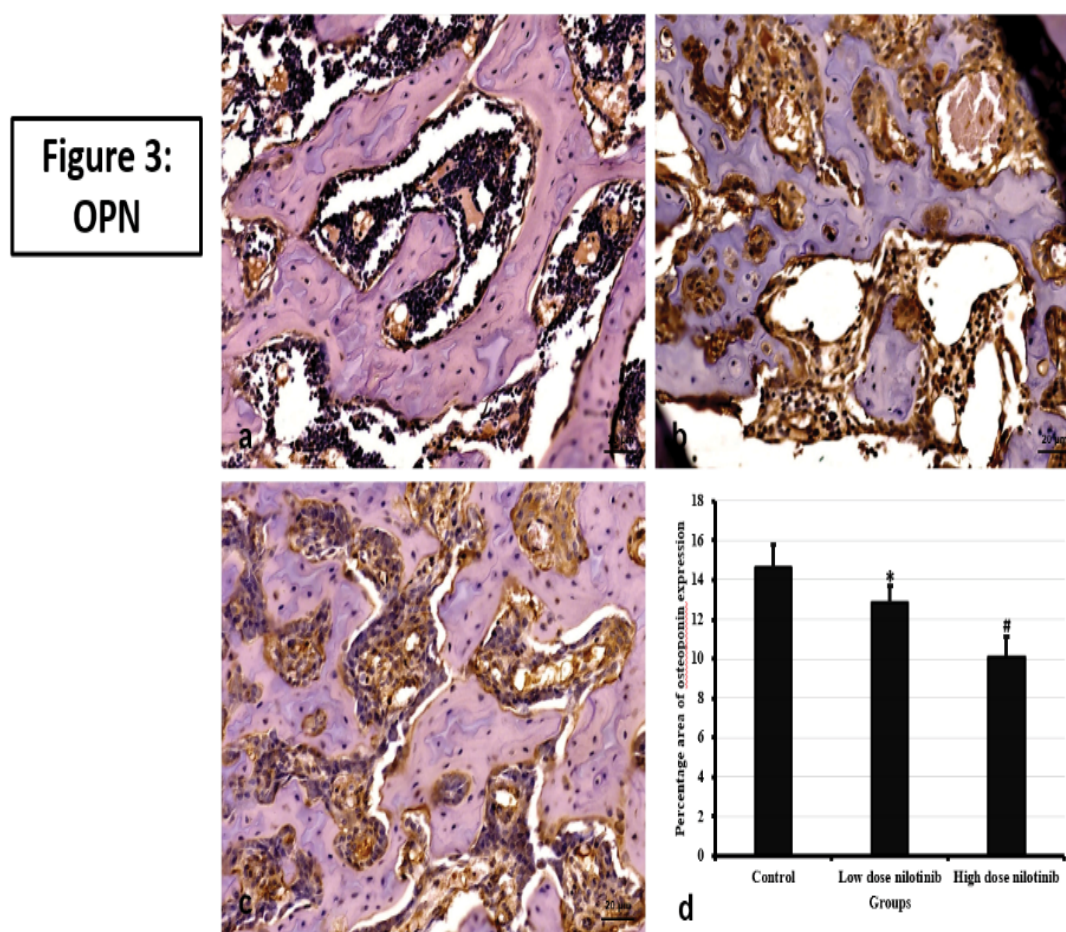 Figure 3:
OPN
a
b
20 µm
c
20 µm
Percentage area of osteoponin expression
18
16
14
12
10
8
6
4
2
0
*
#
Control
Low dose nilotinib
High dose nilotinib
Groups
d